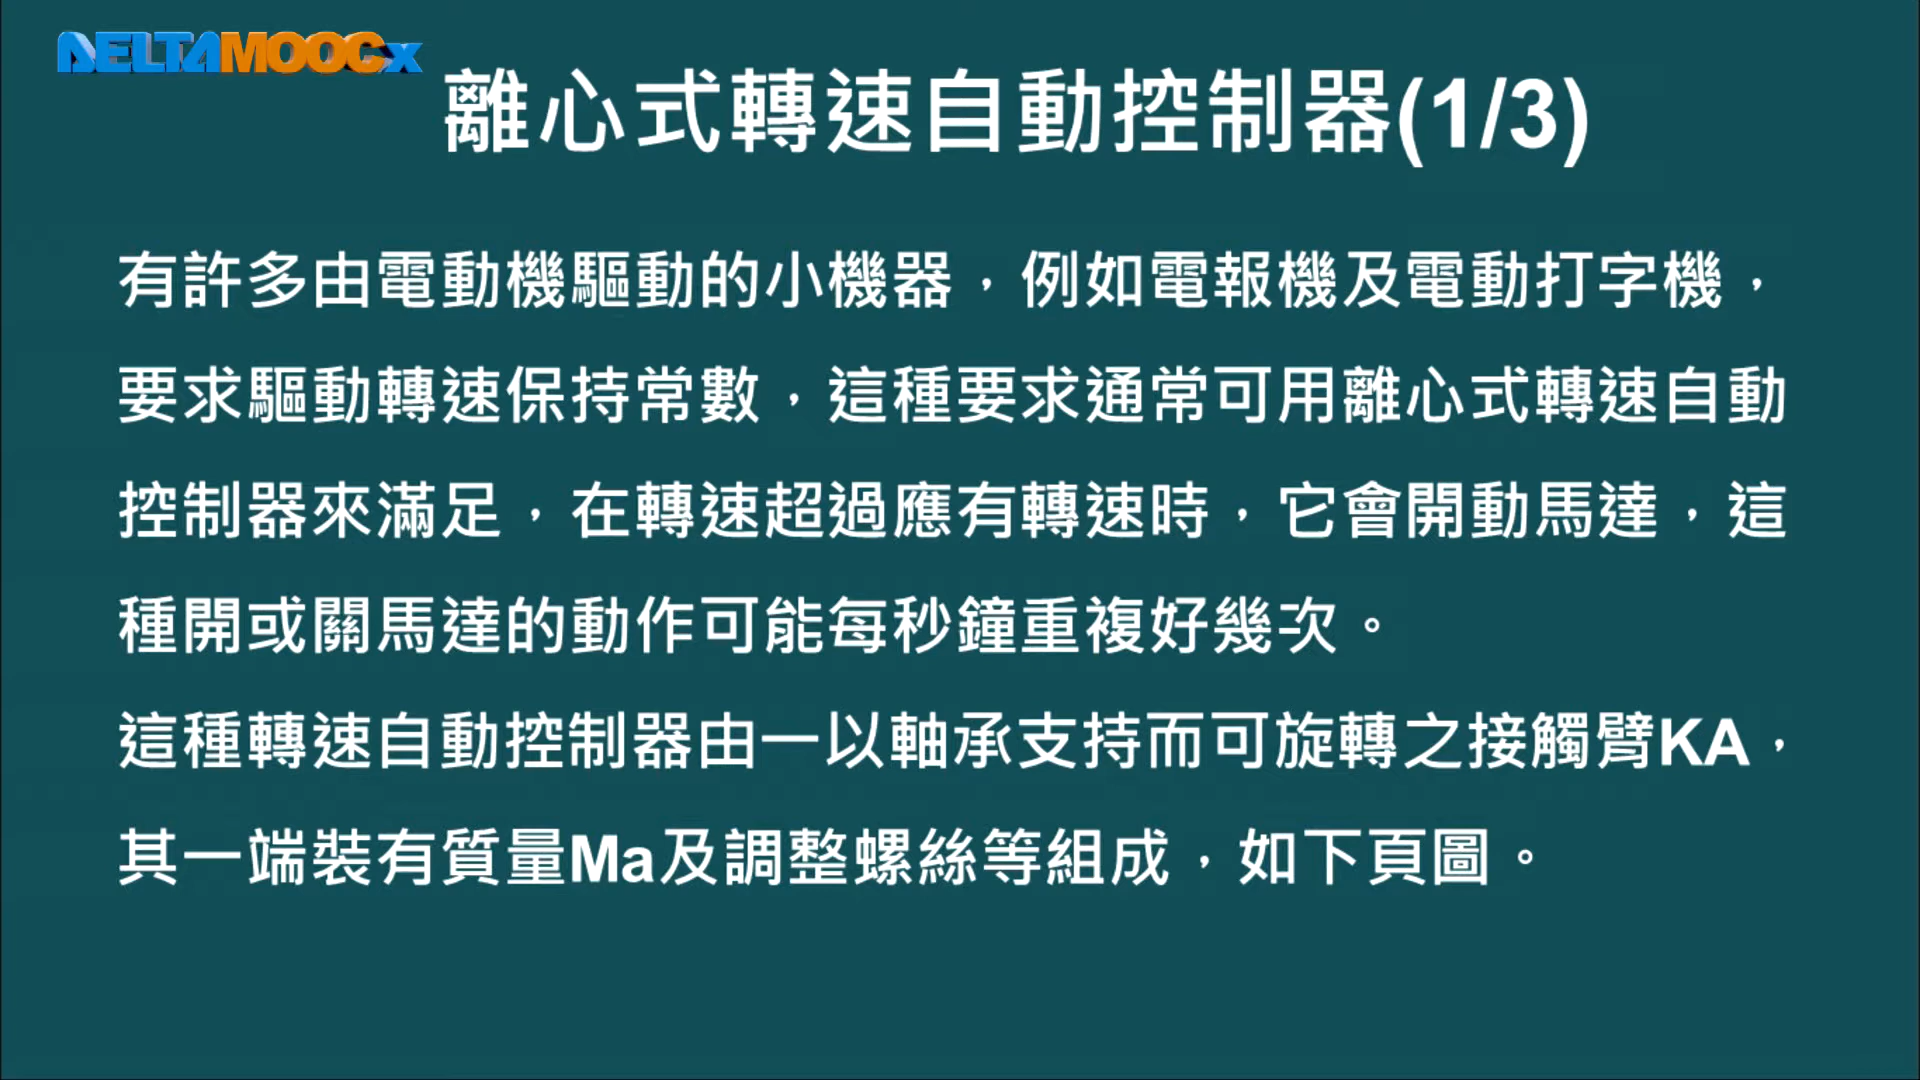 DELTAMOOCx
離心式轉速自動控制器(1/3)
有許多由電動機驅動的小機器，例如電報機及電動打字機，
要求驅動轉速保持常數，這種要求通常可用離心式轉速自動
控制器來滿足，在轉速超過應有轉速時，它會開動馬達，這
種開或關馬達的動作可能每秒鐘重複好幾次。
這種轉速自動控制器由一以軸承支持而可旋轉之接觸臂KA，
其一端裝有質量Ma及調整螺絲等組成，如下頁圖。